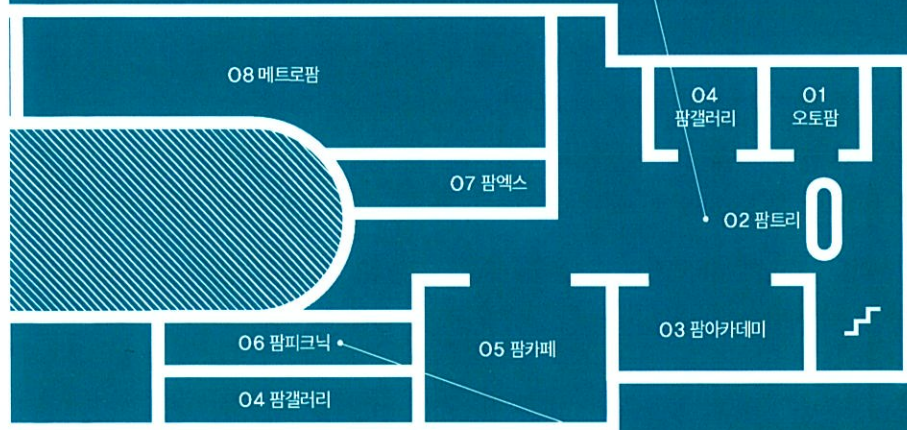 08 메트로팜
04
팜갤러리
01
오토팜
07 팜엑스
02 팜트리
03 팜아카데미
06 팜피크닉
05 팜카페
04 팜갤러리